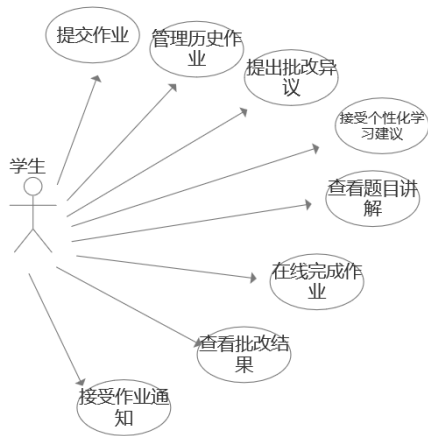 提交作业
管理历史作
业
提出批改异
议
接受个性化学
习建议
学生
查看题目讲
解
在线完成作
业
查看批改结
果
接受作业通
知